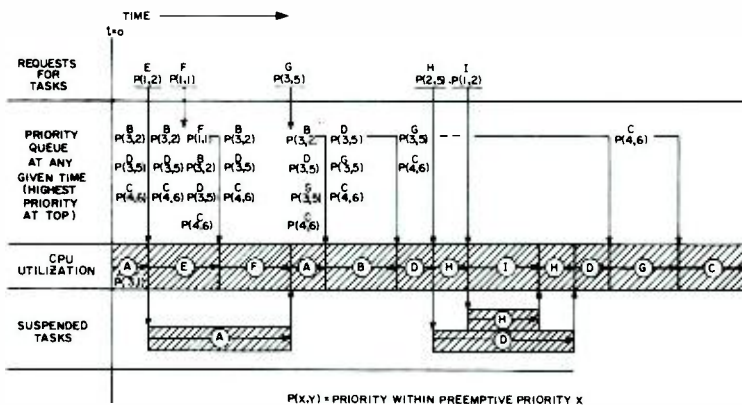 TIME
t=0
REQUESTS FOR TASKS
E P(1,2)
F P(1,1)
G P(3,5)
H P(2,5)
I P(1,2)
PRIORITY QUEUE AT ANY GIVEN TIME (HIGHEST PRIORITY AT TOP)
B P(3,2) B P(3,2) F P(1,1) B P(3,2) B P(3,2) D P(3,5) G P(3,5) C P(4,6)
D P(3,5) D P(3,5) B P(3,2) D P(3,5) D P(3,5) G P(3,5) C P(4,6)
C P(4,6) C P(4,6) D P(3,5) C P(4,6) G P(3,5) C P(4,6)
C P(4,6) C P(4,6)
CPU UTILIZATION
A E F A B D H I H D G C
P(3,1)
SUSPENDED TASKS
A
H
D
P(X,Y) = PRIORITY WITHIN PREEMPTIVE PRIORITY X